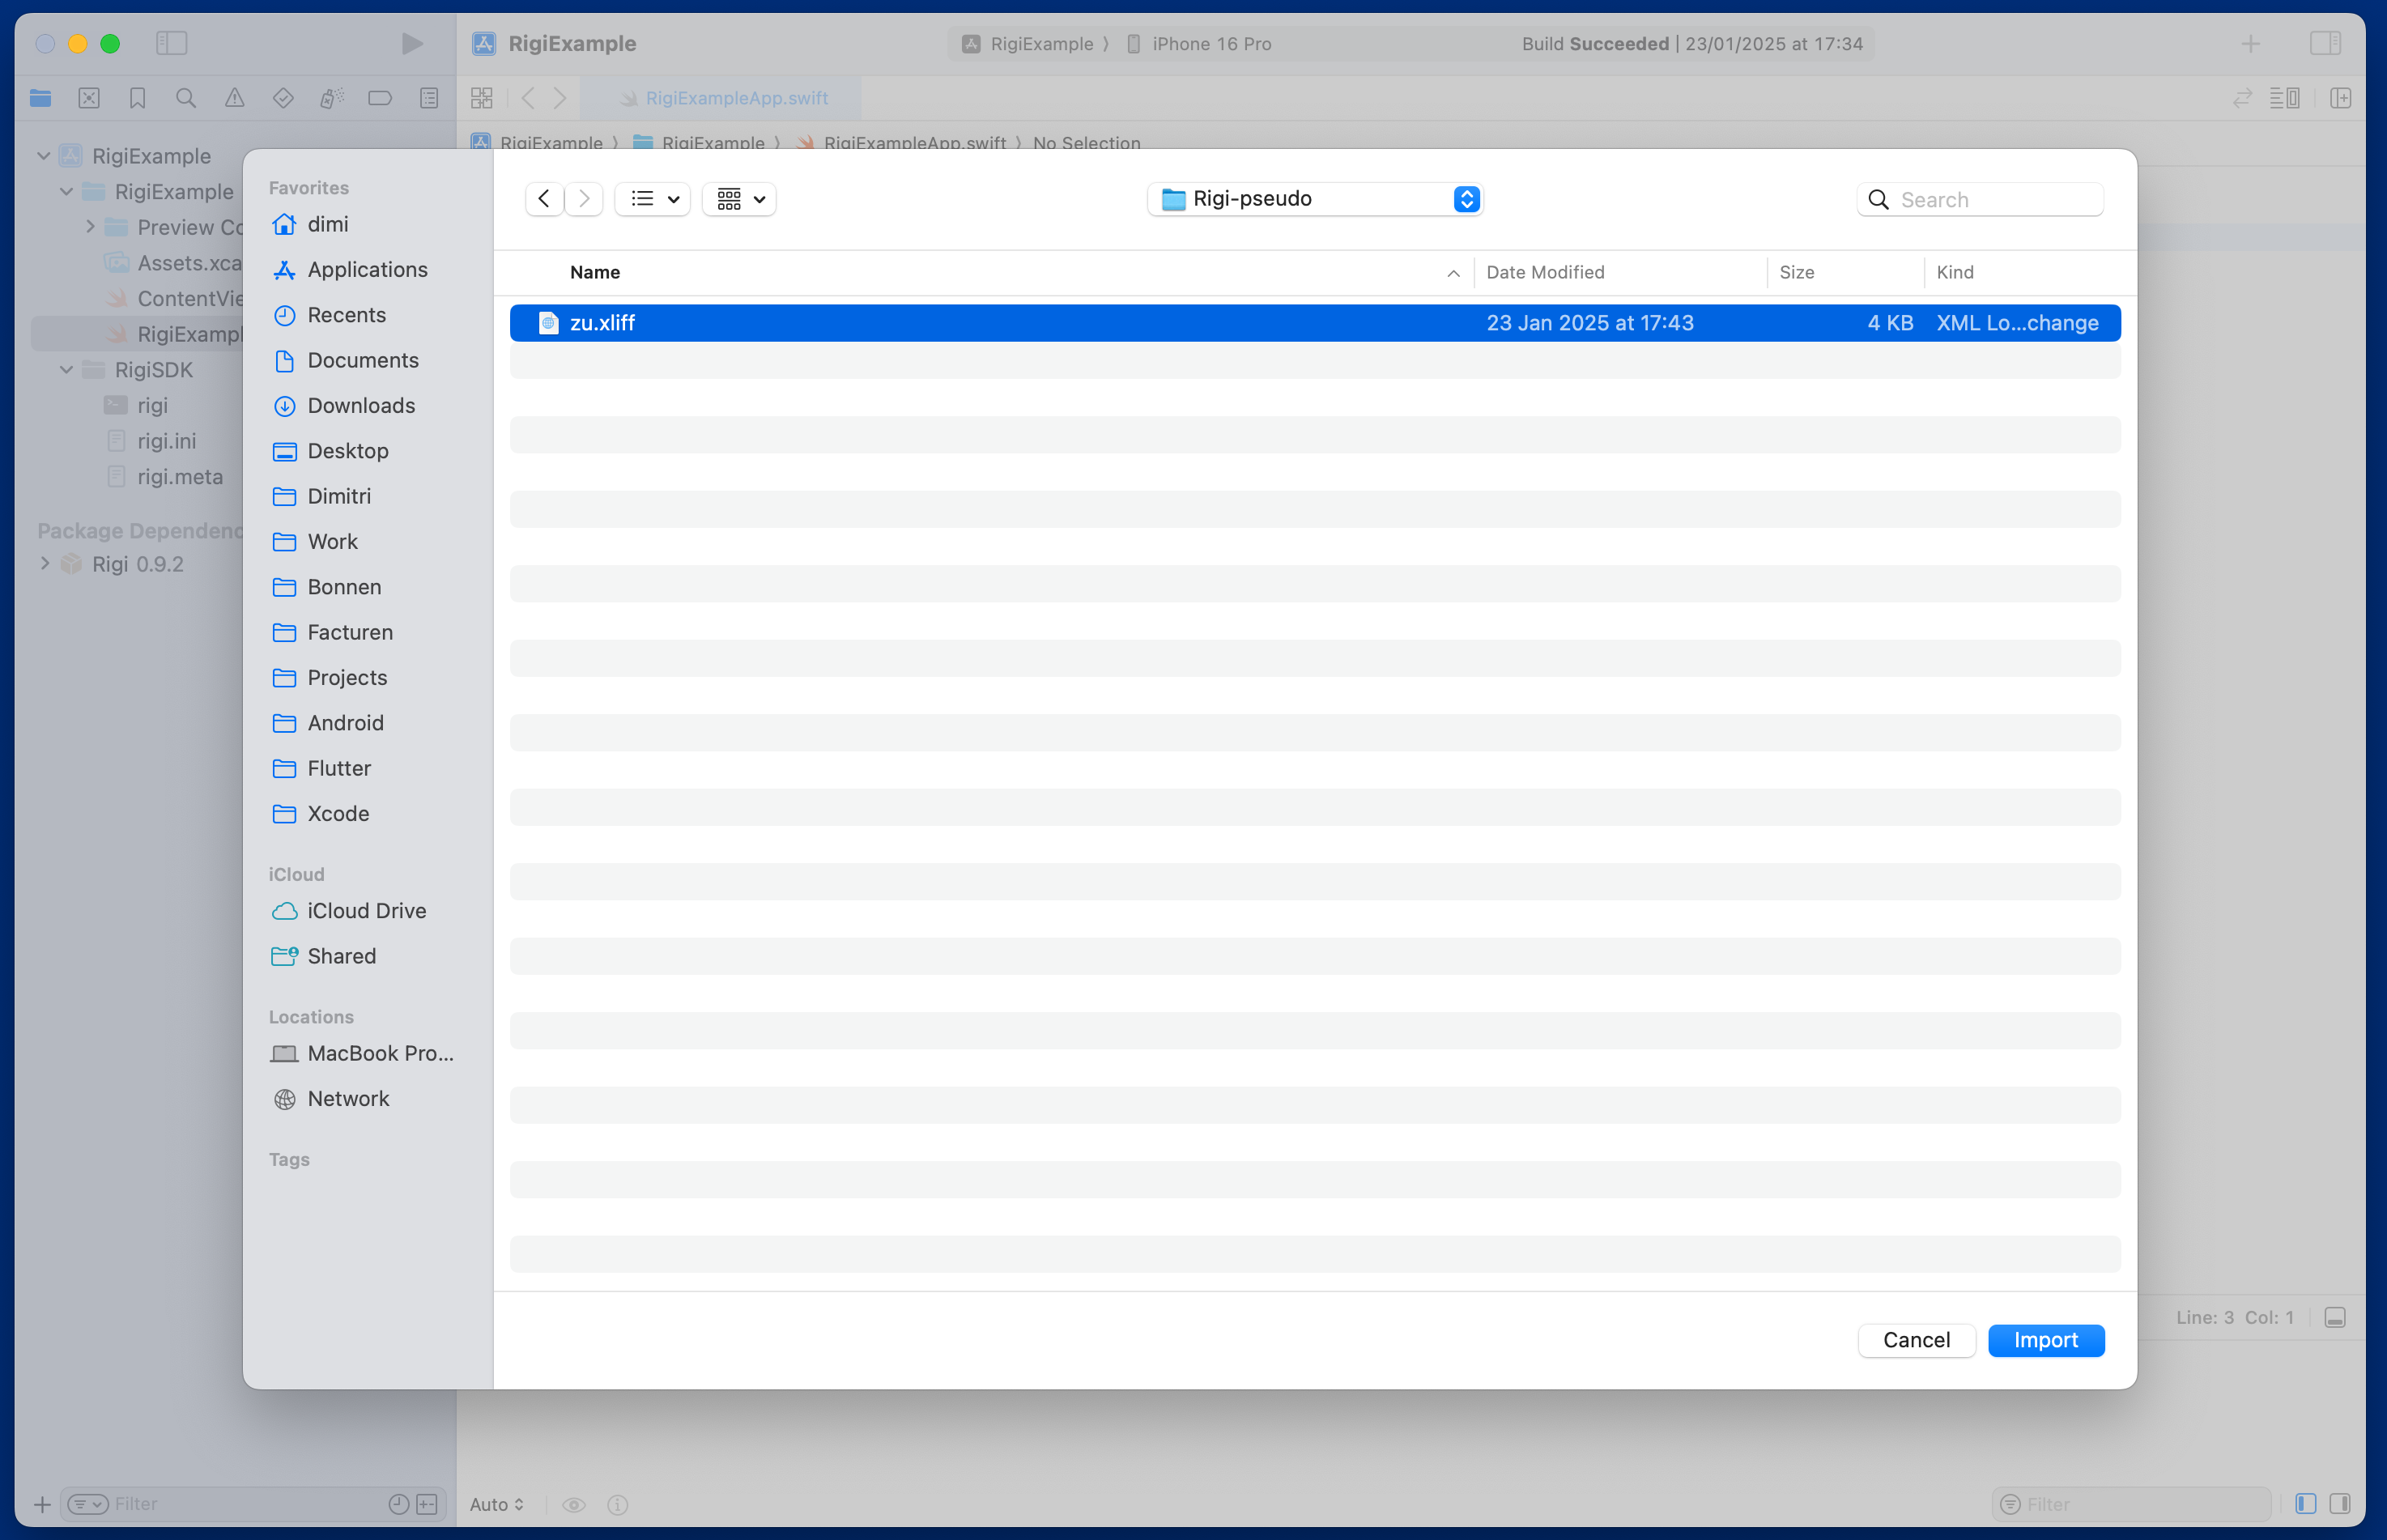 RigiExample
RigiExample
iPhone 16 Pro
Build Succeeded | 23/01/2025 at 17:34
RigiExampleApp.swift
RigiExample
RigiExample
RigiExampleApp.swift
No Selection
RigiExample
RigiExample
Preview Co
Assets.xca
ContentVie
RigiExampl
RigiSDK
rigi
rigi.ini
rigi.meta
Package Dependenc
Rigi 0.9.2
Favorites
dimi
Applications
Recents
Documents
Downloads
Desktop
Dimitri
Work
Bonnen
Facturen
Projects
Android
Flutter
Xcode
iCloud
iCloud Drive
Shared
Locations
MacBook Pro...
Network
Tags
Rigi-pseudo
Search
Name
Date Modified
Size
Kind
zu.xliff
23 Jan 2025 at 17:43
4 KB
XML Lo...change
Cancel
Import
Line: 3 Col: 1
Filter
Auto
Filter